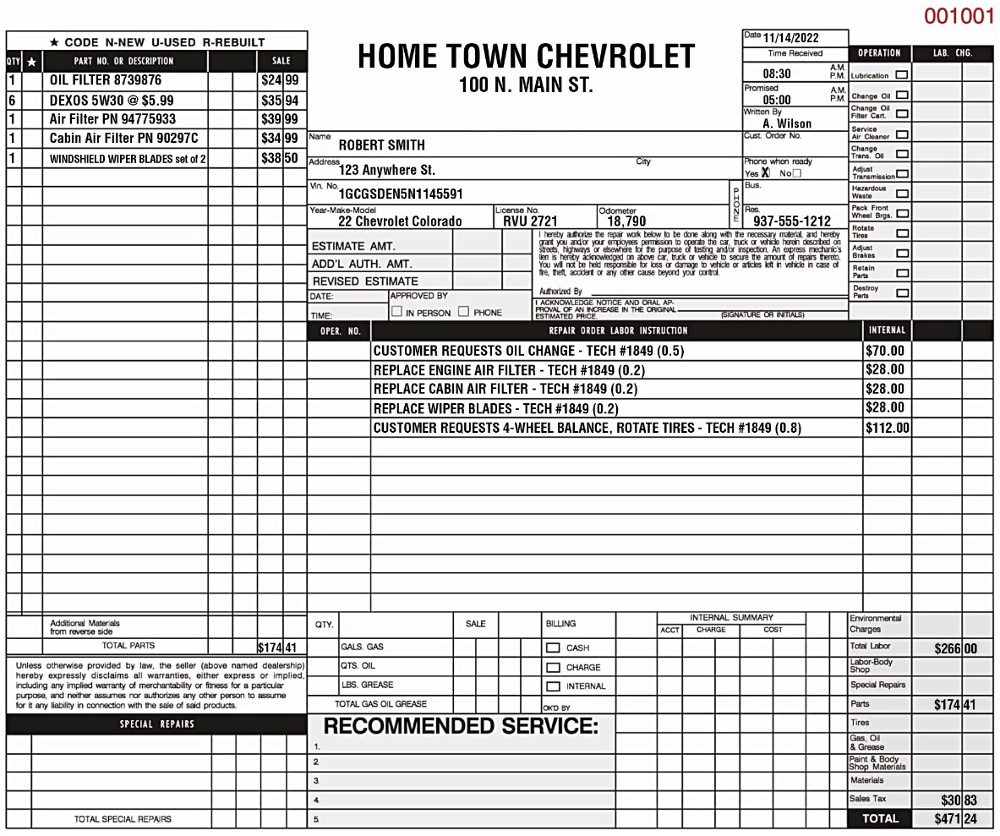 001001
★ CODE N-NEW U-USED R-REBUILT
QTY ★ PART NO. OR DESCRIPTION SALE
1 OIL FILTER 8739876 $24 99
6 DEXOS 5W30 @ $5.99 $35 94
1 Air Filter PN 94775933 $39 99
1 Cabin Air Filter PN 90297C $34 99
1 WINDSHIELD WIPER BLADES set of 2 $38 50
Additional Materials
from reverse side
TOTAL PARTS $174 41
Unless otherwise provided by law, the seller (above named dealership)
hereby expressly disclaims all warranties, either express or implied,
including any implied warranty of merchantability or fitness for a particular
purpose, and neither assumes nor authorizes any other person to assume
for it any liability in connection with the sale of said products.
SPECIAL REPAIRS
TOTAL SPECIAL REPAIRS
HOME TOWN CHEVROLET
100 N. MAIN ST.
Date 11/14/2022
Time Received
08:30 A.M.
P.M.
Promised A.M.
05:00 P.M.
Written By
A. Wilson
Name ROBERT SMITH
Cust. Order No.
Address 123 Anywhere St. City
Phone when ready
Yes X No
Vin. No. 1GCGSDEN5N1145591
PHONE
Bus.
Year-Make-Model 22 Chevrolet Colorado
License No. RVU 2721
Odometer 18,790
Res. 937-555-1212
ESTIMATE AMT.
ADD'L AUTH. AMT.
REVISED ESTIMATE
DATE: APPROVED BY
TIME: IN PERSON PHONE
I hereby authorize the repair work below to be done along with the necessary material, and hereby
grant you and/or your employees permission to operate the car, truck or vehicle herein described on
streets, highways or elsewhere for the purpose of testing and/or inspection. An express mechanic's
lien is hereby acknowledged on above car, truck or vehicle to secure the amount of repairs thereto.
You will not be held responsible for loss or damage to vehicle or articles left in vehicle in case of
fire, theft, accident or any other cause beyond your control.
Authorized By
I ACKNOWLEDGE NOTICE AND ORAL AP-
PROVAL OF AN INCREASE IN THE ORIGINAL
ESTIMATED PRICE. (SIGNATURE OR INITIALS)
OPERATION LAB. CHG.
Lubrication
Change Oil
Change Oil
Filter Cart.
Service
Air Cleaner
Change
Trans. Oil
Adjust
Transmission
Hazardous
Waste
Pack Front
Wheel Brgs.
Rotate
Tires
Adjust
Brakes
Retain
Parts
Destroy
Parts
OPER. NO. REPAIR ORDER LABOR INSTRUCTION INTERNAL
CUSTOMER REQUESTS OIL CHANGE - TECH #1849 (0.5) $70.00
REPLACE ENGINE AIR FILTER - TECH #1849 (0.2) $28.00
REPLACE CABIN AIR FILTER - TECH #1849 (0.2) $28.00
REPLACE WIPER BLADES - TECH #1849 (0.2) $28.00
CUSTOMER REQUESTS 4-WHEEL BALANCE, ROTATE TIRES - TECH #1849 (0.8) $112.00
QTY. SALE BILLING
GALS. GAS CASH
QTS. OIL CHARGE
LBS. GREASE INTERNAL
TOTAL GAS OIL GREASE OK'D BY
INTERNAL SUMMARY
ACCT CHARGE COST
RECOMMENDED SERVICE:
1.
2
3.
4.
5.
Environmental
Charges
Total Labor $266 00
Labor-Body
Shop
Special Repairs
Parts $174 41
Tires
Gas, Oil
& Grease
Paint & Body
Shop Materials
Materials
Sales Tax $30 83
TOTAL $471 24